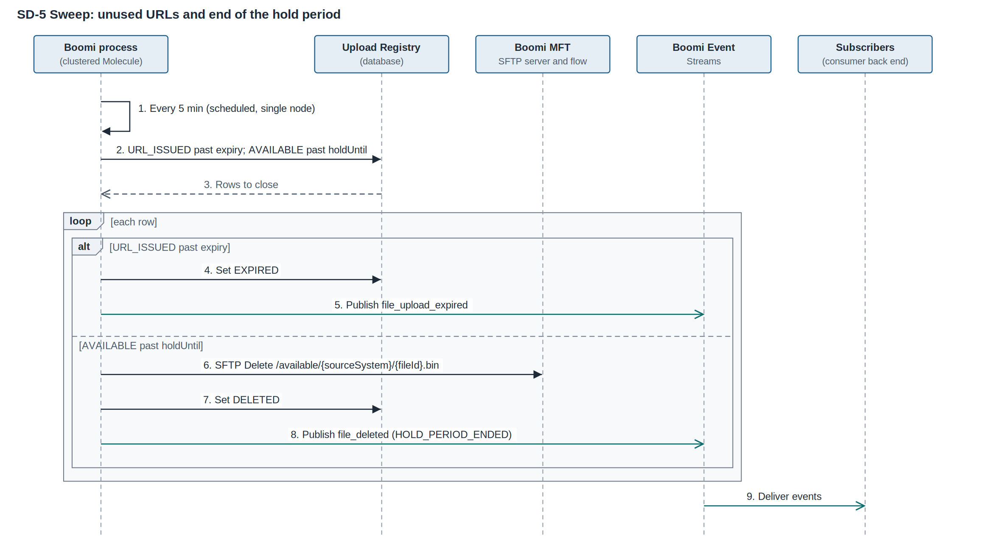 SD-5 Sweep: unused URLs and end of the hold period
Boomi process
(clustered Molecule)
Upload Registry
(database)
Boomi MFT
SFTP server and flow
Boomi Event
Streams
Subscribers
(consumer back end)
1. Every 5 min (scheduled, single node)
2. URL_ISSUED past expiry; AVAILABLE past holdUntil
3. Rows to close
loop [each row]
alt [URL_ISSUED past expiry]
4. Set EXPIRED
5. Publish file_upload_expired
[AVAILABLE past holdUntil]
6. SFTP Delete /available/{sourceSystem}/{fileId}.bin
7. Set DELETED
8. Publish file_deleted (HOLD_PERIOD_ENDED)
9. Deliver events